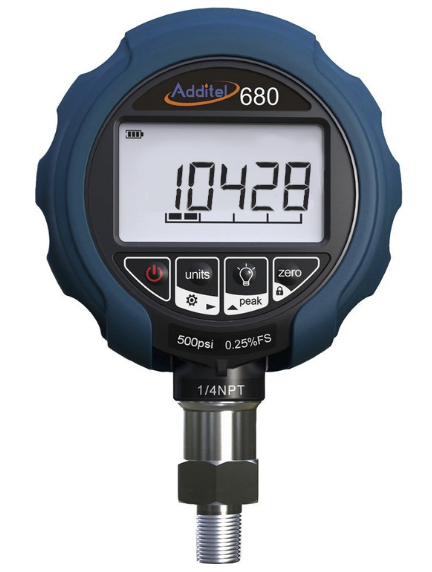 Additel 680
10428
units
zero
peak
500psi 0.25%FS
1/4NPT